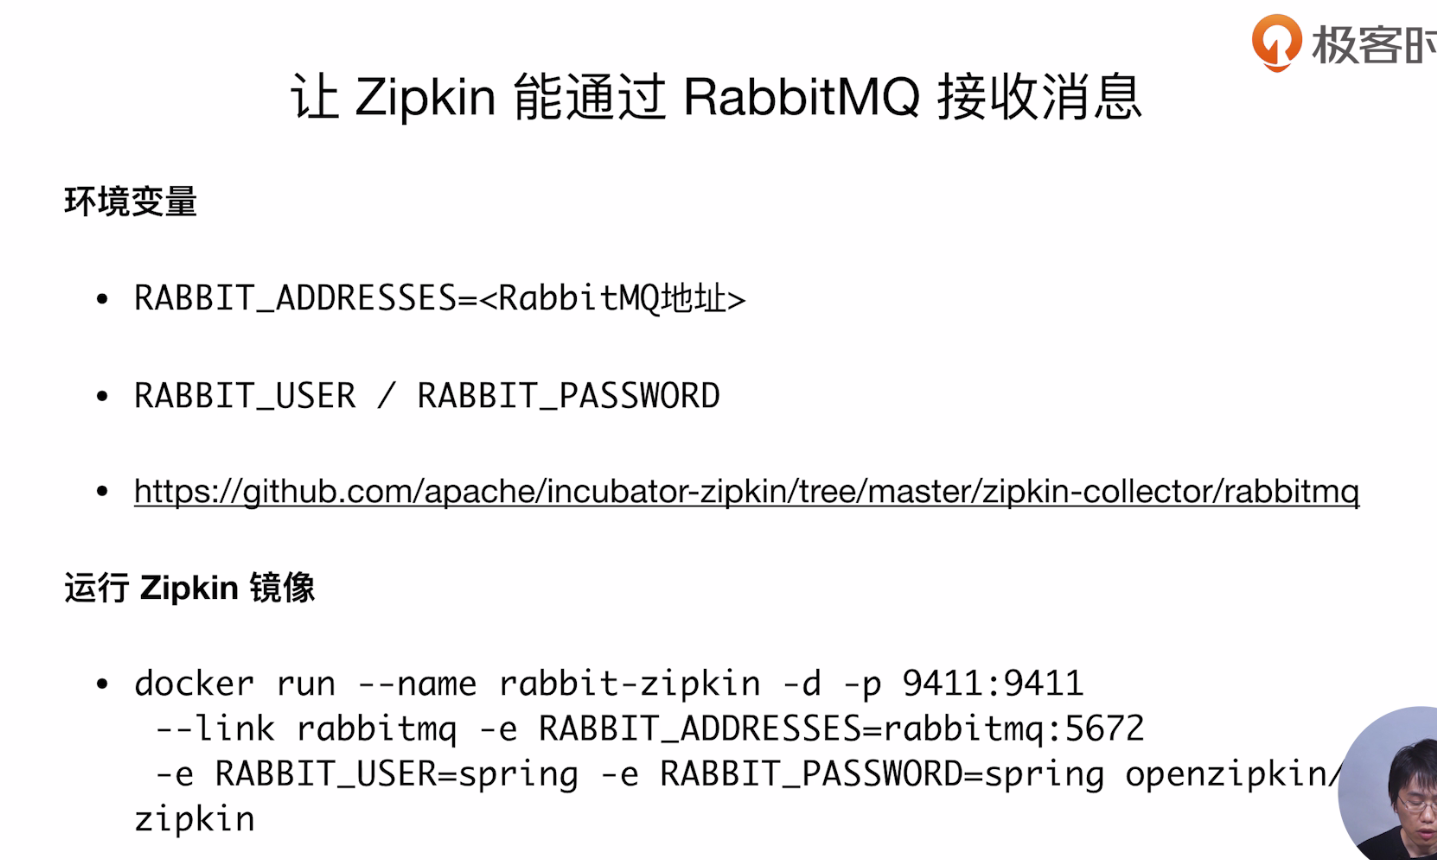 极客时
让 Zipkin 能通过 RabbitMQ 接收消息
环境变量
• RABBIT_ADDRESSES=<RabbitMQ地址>
• RABBIT_USER / RABBIT_PASSWORD
• https://github.com/apache/incubator-zipkin/tree/master/zipkin-collector/rabbitmq
运行 Zipkin 镜像
• docker run --name rabbit-zipkin -d -p 9411:9411
--link rabbitmq -e RABBIT_ADDRESSES=rabbitmq:5672
-e RABBIT_USER=spring -e RABBIT_PASSWORD=spring openzipkin/
zipkin